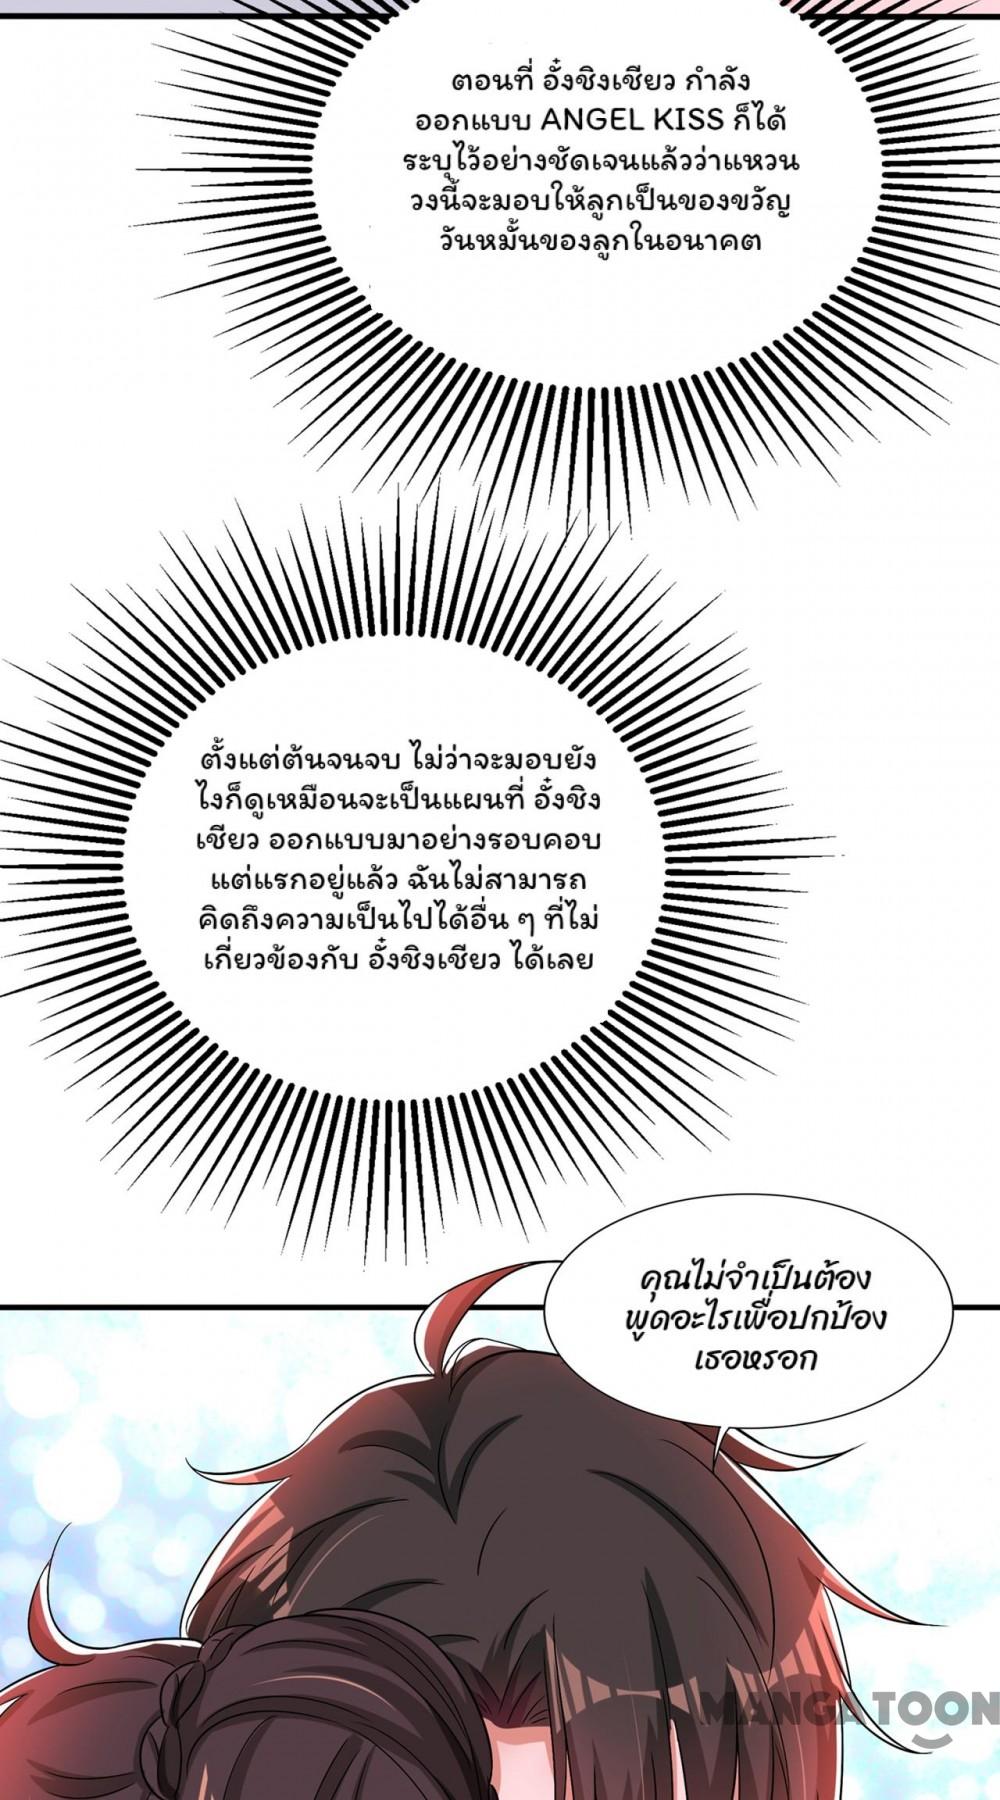 ตอนที่ อั๋งชิงเชียว กำลัง
ออกแบบ ANGEL KISS ก็ได้
ระบุไว้อย่างชัดเจนแล้วว่าแหวน
วงนี้จะมอบให้ลูกเป็นของขวัญ
วันหมั้นของลูกในอนาคต
ตั้งแต่ต้นจนจบ ไม่ว่าจะมอบยัง
ไงก็ดูเหมือนจะเป็นแผนที่ อั๋งชิง
เชียว ออกแบบมาอย่างรอบคอบ
แต่แรกอยู่แล้ว ฉันไม่สามารถ
คิดถึงความเป็นไปได้อื่น ๆ ที่ไม่
เกี่ยวข้องกับ อั๋งชิงเชียว ได้เลย
คุณไม่จำเป็นต้อง
พูดอะไรเพื่อปกป้อง
เธอหรอก
MANGATOON